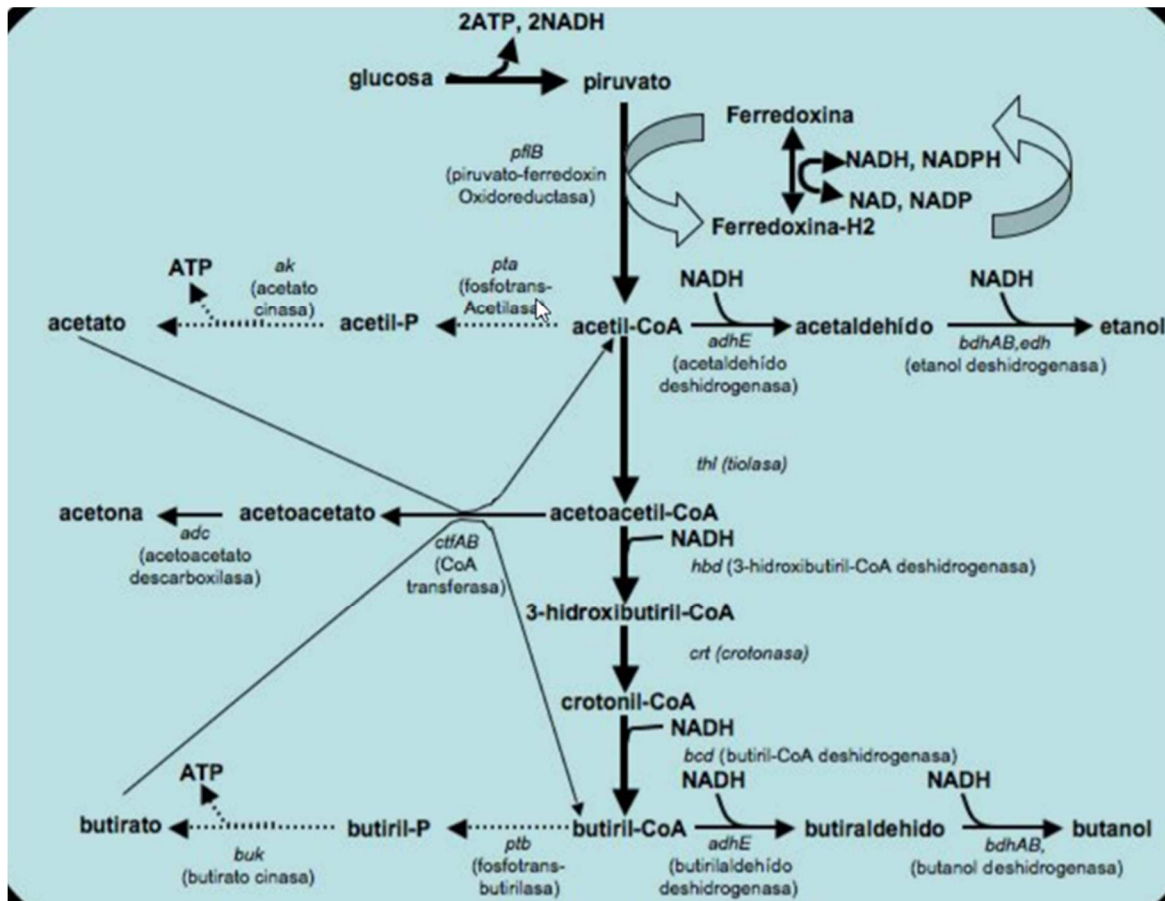 2ATP, 2NADH
glucosa
piruvato
Ferredoxina
pflB
(piruvato-ferredoxin
Oxidoreductasa)
NADH, NADPH
NAD, NADP
Ferredoxina-H2
ATP
ak
(acetato
cinasa)
pta
(fosfotrans-
Acetilasa)
NADH
NADH
acetato
acetil-P
acetil-CoA
acetaldehído
etanol
adhE
(acetaldehído
deshidrogenasa)
bdhAB,edh
(etanol deshidrogenasa)
thl (tiolasa)
acetona
acetoacetato
acetoacetil-CoA
adc
(acetoacetato
descarboxilasa)
ctfAB
(CoA
transferasa)
NADH
hbd (3-hidroxibutiril-CoA deshidrogenasa)
3-hidroxibutiril-CoA
crt (crotonasa)
crotonil-CoA
NADH
bcd (butiril-CoA deshidrogenasa)
ATP
NADH
NADH
butirato
butiril-P
butiril-CoA
butiraldehido
butanol
buk
(butirato cinasa)
ptb
(fosfotrans-
butirilasa)
adhE
(butirilaldehído
deshidrogenasa)
bdhAB,
(butanol deshidrogenasa)